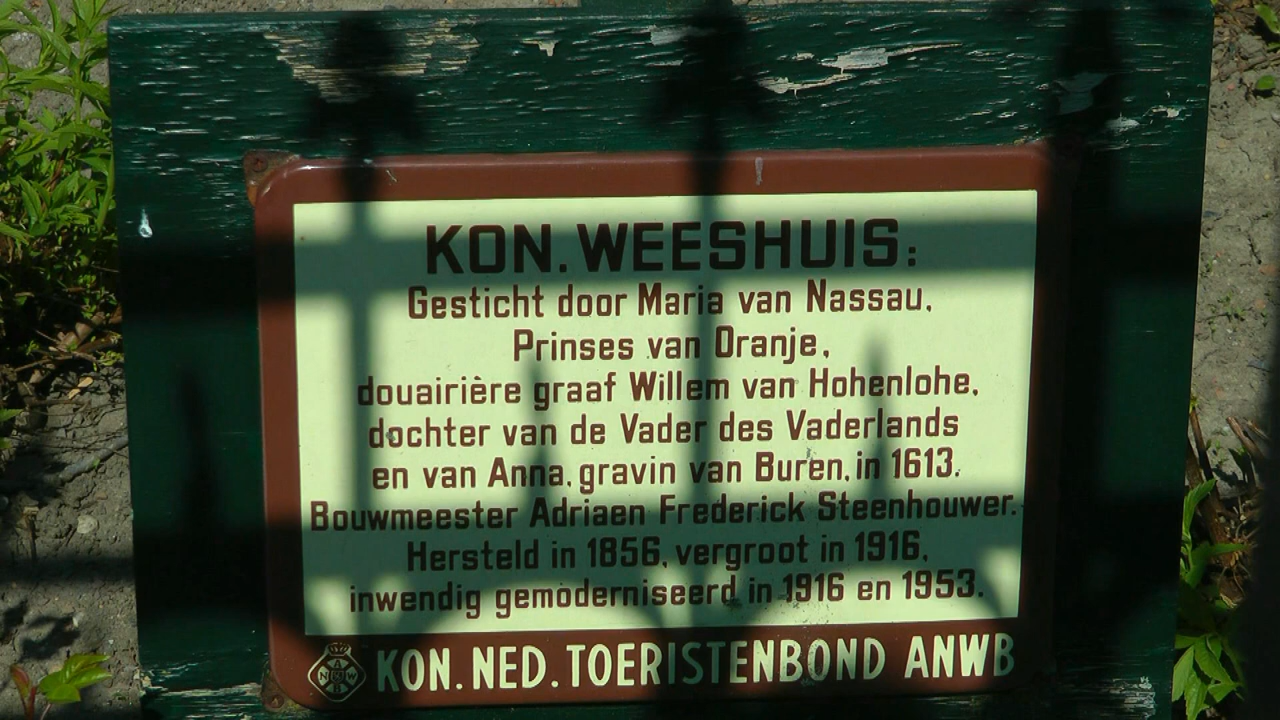 KON. WEESHUIS:
Gesticht door Maria van Nassau,
Prinses van Oranje,
douairière graaf Willem van Hohenlohe,
dochter van de Vader des Vaderlands
en van Anna, gravin van Buren, in 1613.
Bouwmeester Adriaen Frederick Steenhouwer.
Hersteld in 1856, vergroot in 1916,
inwendig gemoderniseerd in 1916 en 1953.
KON. NED. TOERISTENBOND ANWB